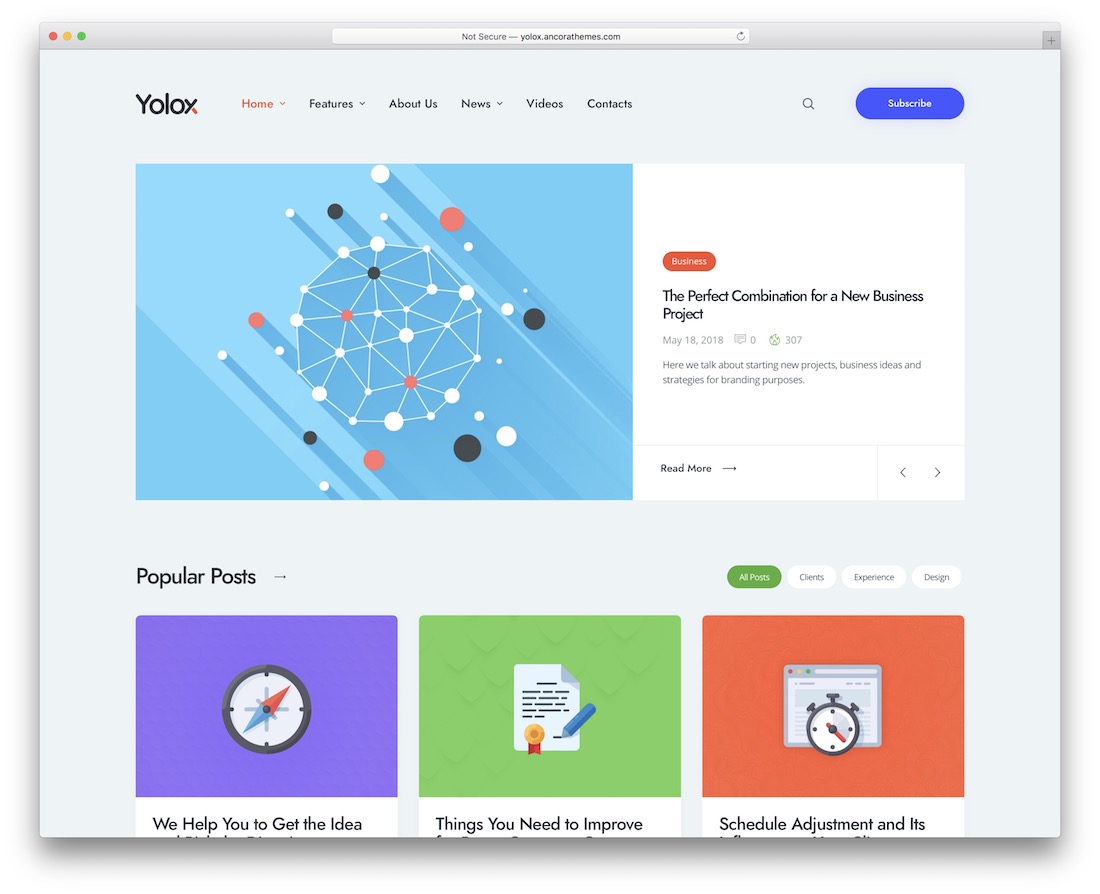 Not Secure — yolox.ancorathemes.com
Yolox
Home Features About Us News Videos Contacts
Subscribe
Business
The Perfect Combination for a New Business
Project
May 18, 2018 0 307
Here we talk about starting new projects, business ideas and
strategies for branding purposes.
Read More
Popular Posts
All Posts Clients Experience Design
We Help You to Get the Idea
Things You Need to Improve
Schedule Adjustment and Its